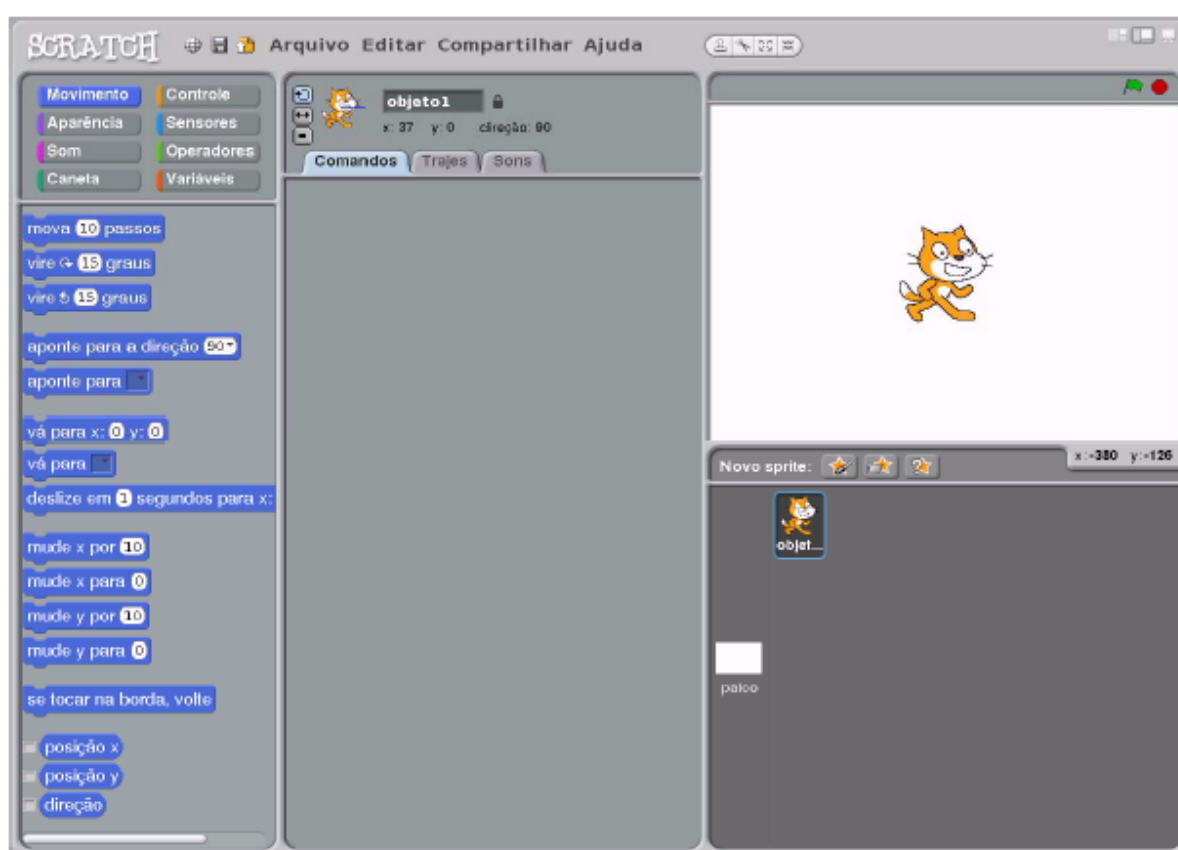 SCRATCH Arquivo Editar Compartilhar Ajuda
Movimento Controle
Aparência Sensores
Som Operadores
Caneta Variáveis
mova 10 passos
vire 15 graus
vire 15 graus
aponte para a direção 90
aponte para
vá para x: 0 y: 0
vá para
deslize em 1 segundos para x:
mude x por 10
mude x para 0
mude y por 10
mude y para 0
se tocar na borda, volte
posição x
posição y
direção
objeto1
x: 37 y: 0 direção: 90
Comandos Trajes Sons
Novo sprite: x:-380 y:-126
objet...
palco